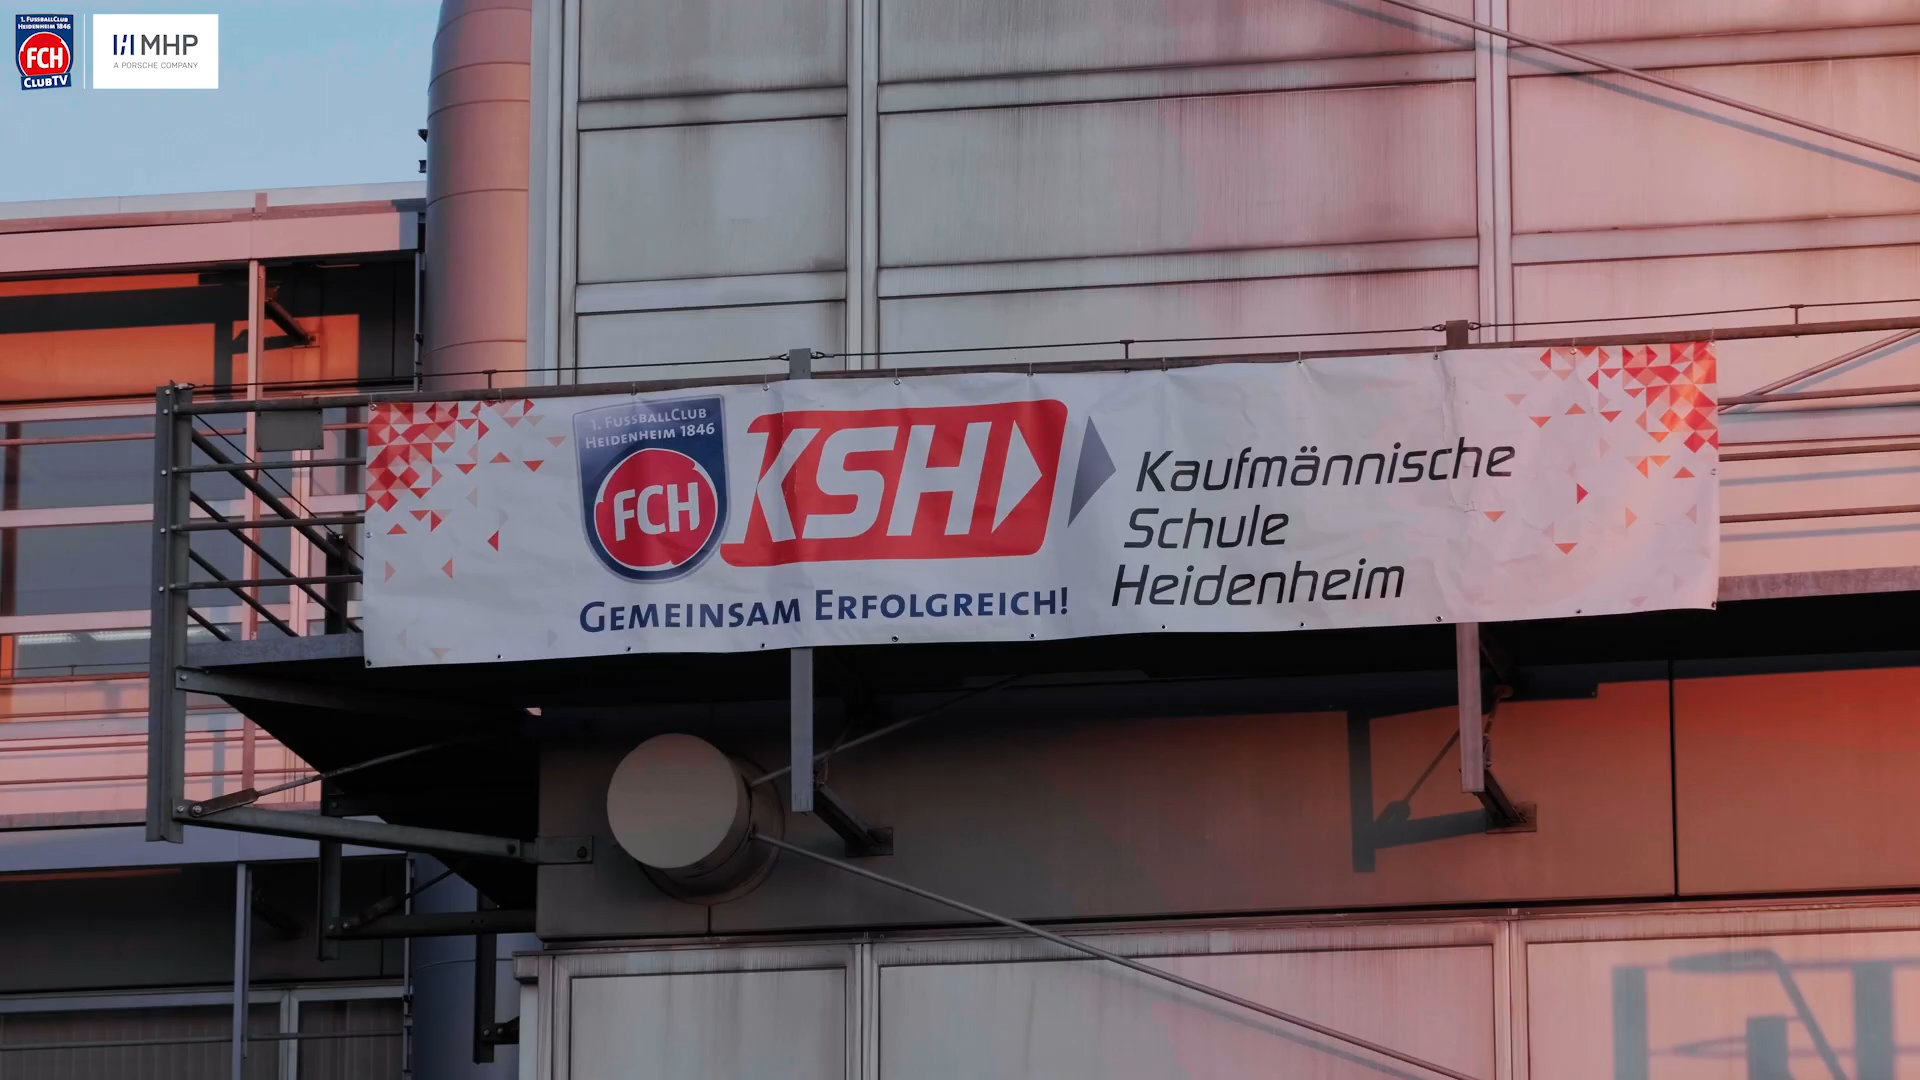 1. FUSSBALLCLUB
HEIDENHEIM 1846
FCH
CLUBTV
MHP
A PORSCHE COMPANY
1. FUSSBALLCLUB
HEIDENHEIM 1846
FCH
KSH
Kaufmännische
Schule
Heidenheim
GEMEINSAM ERFOLGREICH!